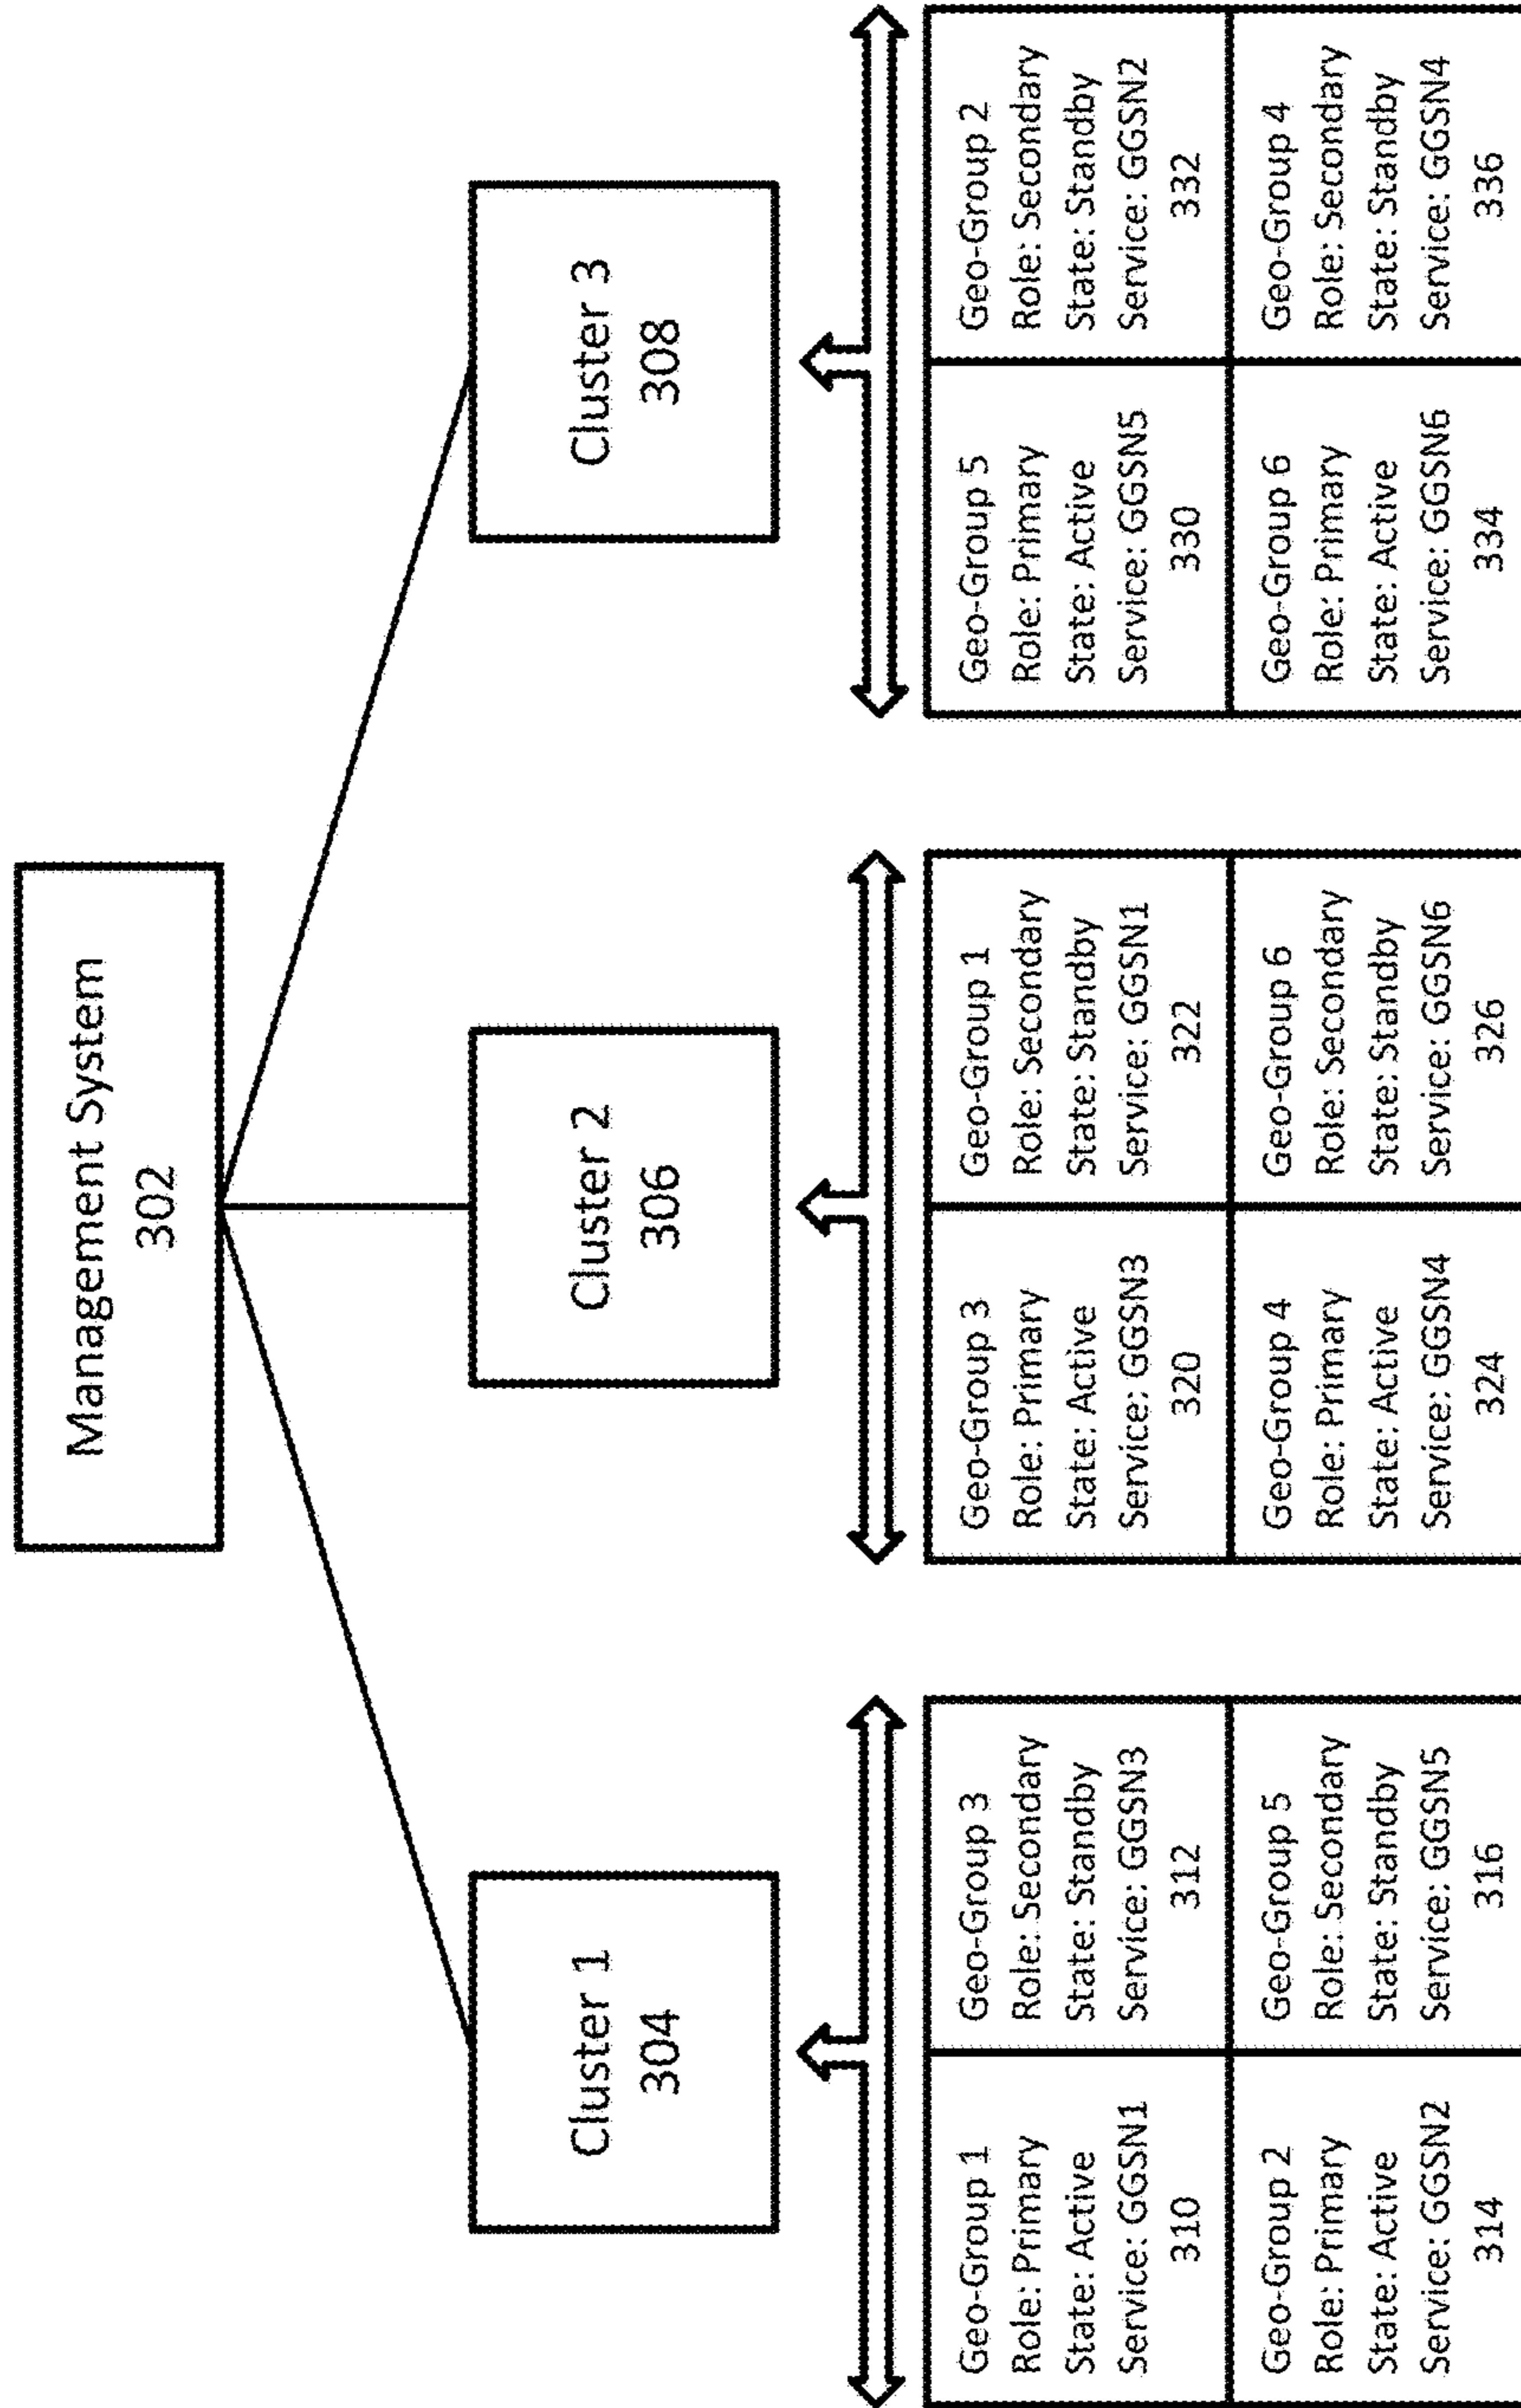 Management System
302
Cluster 1
304
Cluster 2
306
Cluster 3
308
Geo-Group 1
Role: Primary
State: Active
Service: GGSN1
310
Geo-Group 3
Role: Secondary
State: Standby
Service: GGSN3
312
Geo-Group 2
Role: Primary
State: Active
Service: GGSN2
314
Geo-Group 5
Role: Secondary
State: Standby
Service: GGSN5
316
Geo-Group 3
Role: Primary
State: Active
Service: GGSN3
320
Geo-Group 1
Role: Secondary
State: Standby
Service: GGSN1
322
Geo-Group 4
Role: Primary
State: Active
Service: GGSN4
324
Geo-Group 6
Role: Secondary
State: Standby
Service: GGSN6
326
Geo-Group 5
Role: Primary
State: Active
Service: GGSN5
330
Geo-Group 2
Role: Secondary
State: Standby
Service: GGSN2
332
Geo-Group 6
Role: Primary
State: Active
Service: GGSN6
334
Geo-Group 4
Role: Secondary
State: Standby
Service: GGSN4
336